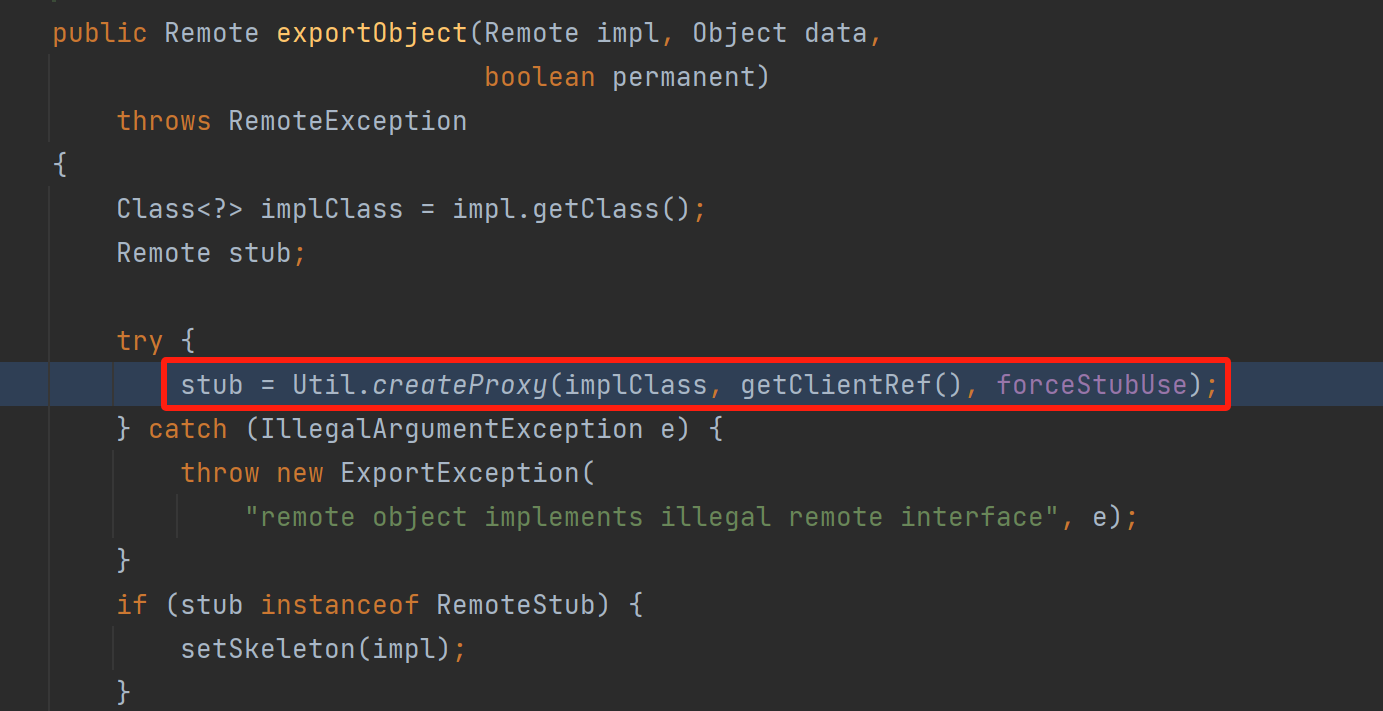 public Remote exportObject(Remote impl, Object data,
                           boolean permanent)
    throws RemoteException
{
    Class<?> implClass = impl.getClass();
    Remote stub;

    try {
        stub = Util.createProxy(implClass, getClientRef(), forceStubUse);
    } catch (IllegalArgumentException e) {
        throw new ExportException(
            "remote object implements illegal remote interface", e);
    }
    if (stub instanceof RemoteStub) {
        setSkeleton(impl);
    }